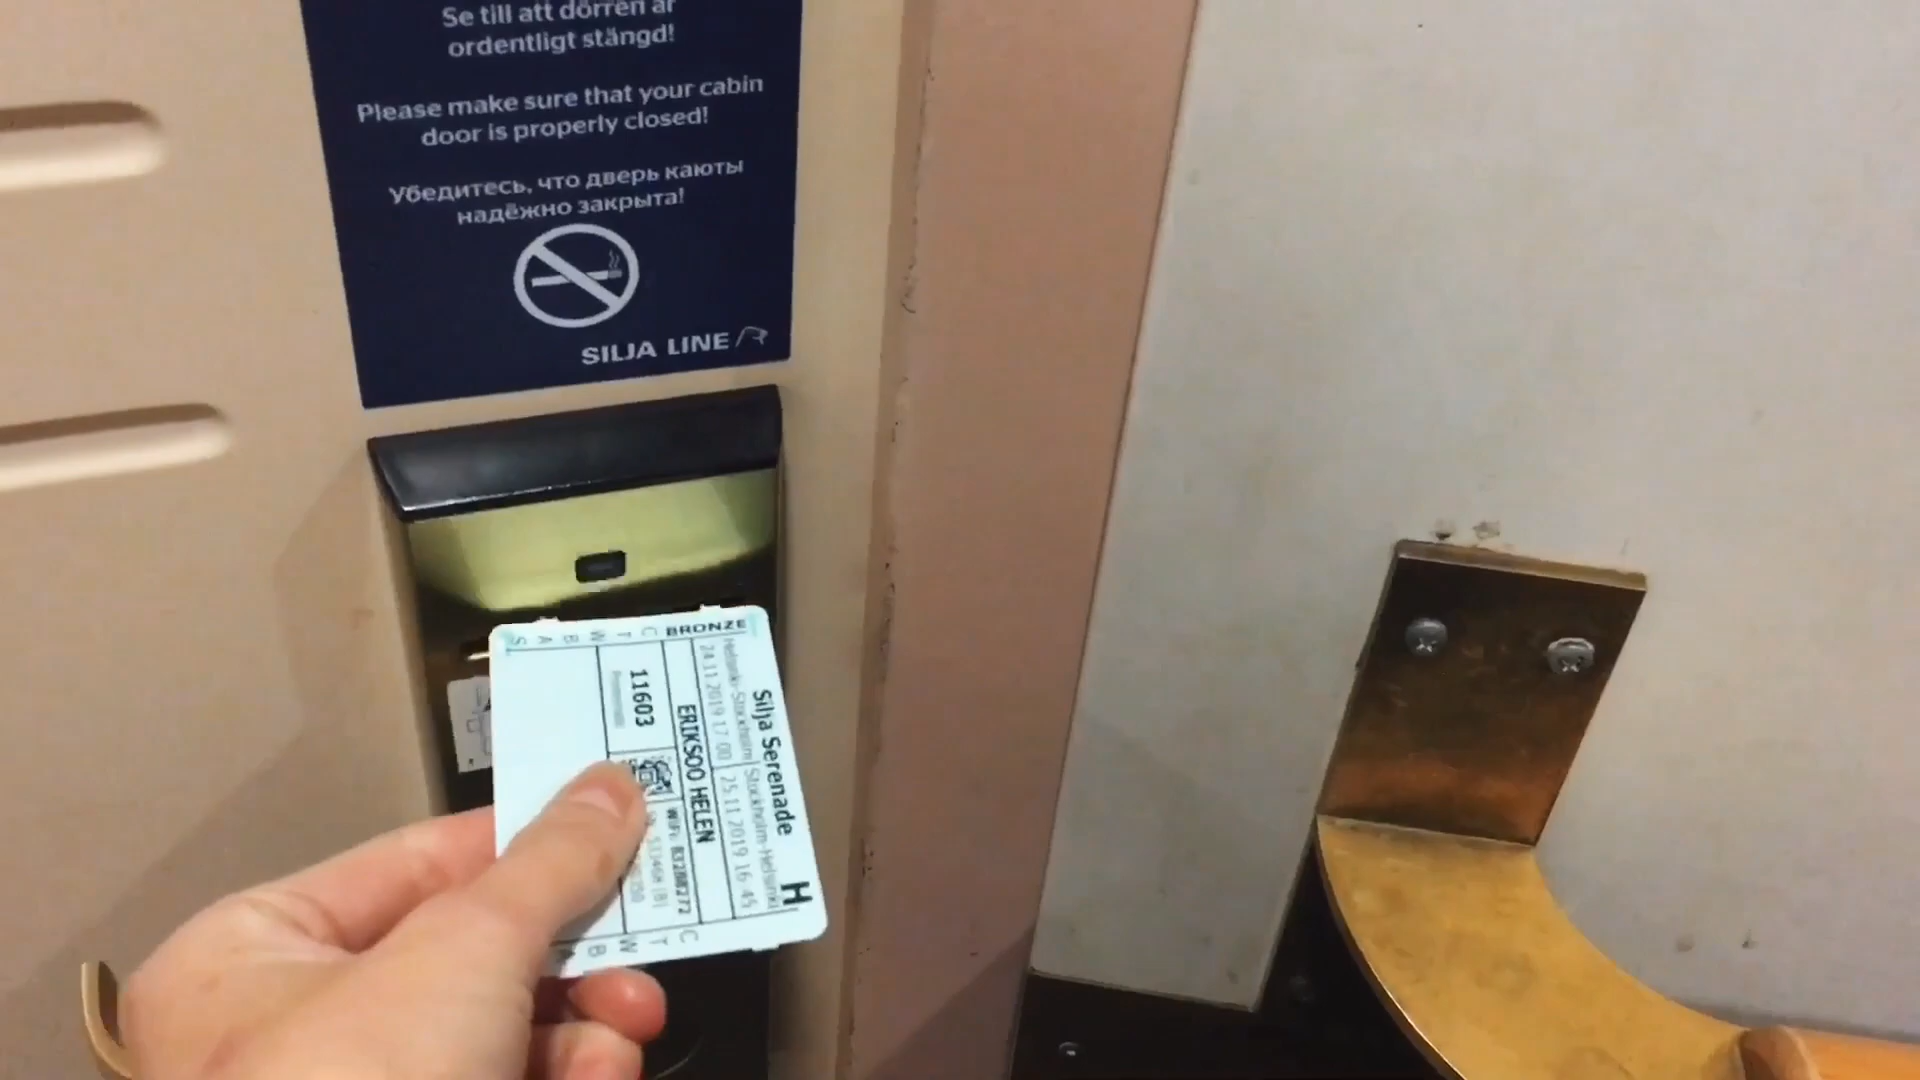 Se till att dörren är
ordentligt stängd!
Please make sure that your cabin
door is properly closed!
Убедитесь, что дверь каюты
надёжно закрыта!
SILJA LINE
Silja Serenade
H
Helsinki-Stockholm
Stockholm-Helsinki
24.11.2019 17:00
25.11.2019 16:45
BRONZE
ERIKSOO HELEN
11603
WiFi: 83288272
C
T
W
B
A
S
C
T
W
B